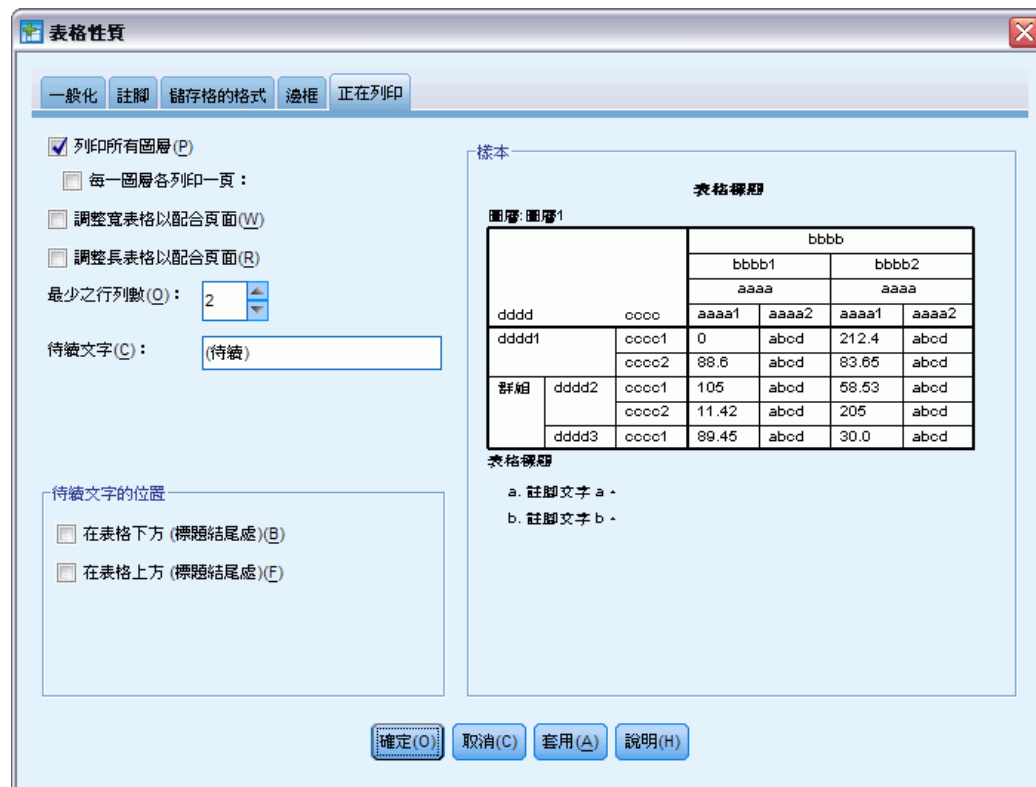 表格性質
一般化 註腳 儲存格的格式 邊框 正在列印
列印所有圖層(P)
每一圖層各列印一頁：
調整寬表格以配合頁面(W)
調整長表格以配合頁面(R)
最少之行列數(O)： 2
待續文字(C)： (待續)
待續文字的位置
在表格下方 (標題結尾處)(B)
在表格上方 (標題結尾處)(F)
樣本
表格標題
圖層: 圖層1
bbbb
bbbb1 bbbb2
aaaa aaaa
dddd cccc aaaa1 aaaa2 aaaa1 aaaa2
dddd1 cccc1 0 abcd 212.4 abcd
cccc2 88.6 abcd 83.65 abcd
群組 dddd2 cccc1 105 abcd 58.53 abcd
cccc2 11.42 abcd 205 abcd
dddd3 cccc1 89.45 abcd 30.0 abcd
表格標題
a. 註腳文字 a。
b. 註腳文字 b。
確定(O) 取消(C) 套用(A) 說明(H)